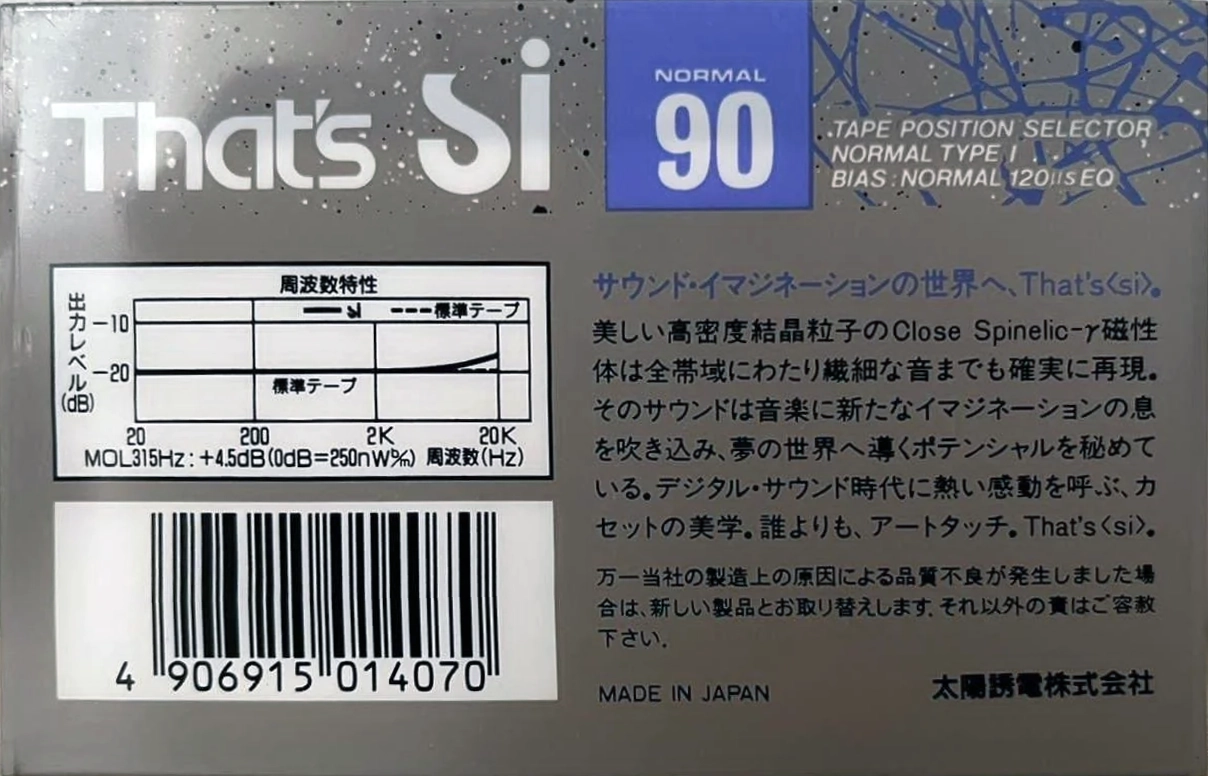 That's Si
NORMAL
90
TAPE POSITION SELECTOR
NORMAL TYPE I
BIAS : NORMAL 120μs EQ
周波数特性
si 標準テープ
出力レベル(dB)
-10
-20
標準テープ
20 200 2K 20K
MOL315Hz : +4.5dB(0dB=250nWb/m) 周波数(Hz)
4 906915 014070
サウンド・イマジネーションの世界へ、That's〈si〉。
美しい高密度結晶粒子のClose Spinelic-γ磁性
体は全帯域にわたり繊細な音までも確実に再現。
そのサウンドは音楽に新たなイマジネーションの息
を吹き込み、夢の世界へ導くポテンシャルを秘めて
いる。デジタル・サウンド時代に熱い感動を呼ぶ、カ
セットの美学。誰よりも、アートタッチ。That's〈si〉。
万一当社の製造上の原因による品質不良が発生しました場
合は、新しい製品とお取り替えします。それ以外の責はご容赦
下さい。
MADE IN JAPAN
太陽誘電株式会社